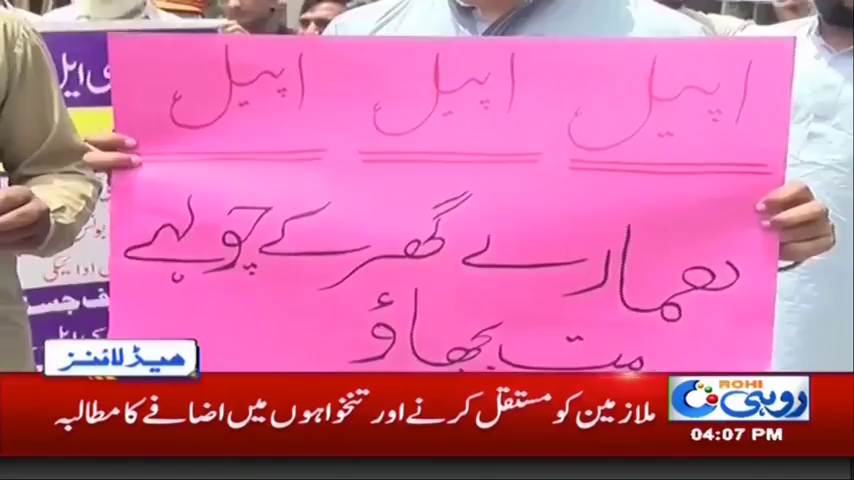 اپیل اپیل اپیل
ہمارے گھر کے چولہے
مت بجھاؤ
ادائیگی
ہیڈلائنز
ملازمین کو مستقل کرنے اور تنخواہوں میں اضافے کا مطالبہ
ROHI
روہی
04:07 PM